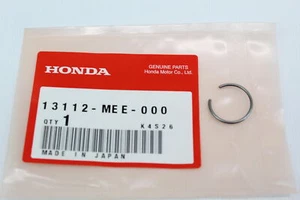 HONDA
GENUINE PARTS
Honda Motor Co., Ltd.
13112-MEE-000
QTY 1 K4S26
MADE IN JAPAN